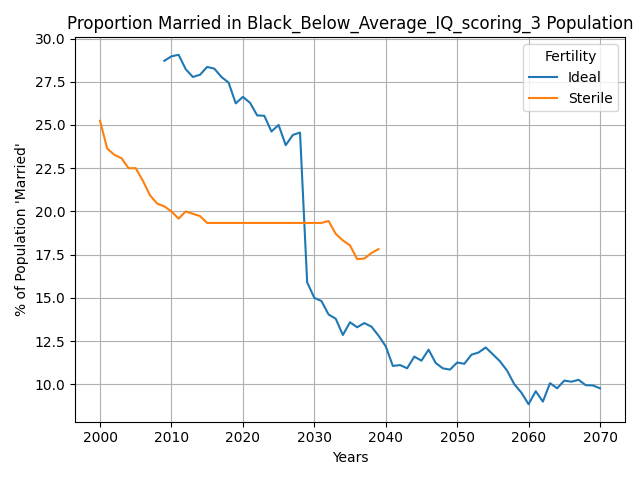 Proportion Married in Black_Below_Average_IQ_scoring_3 Population
30.0
27.5
25.0
22.5
20.0
17.5
15.0
12.5
10.0
% of Population 'Married'
Fertility
Ideal
Sterile
2000 2010 2020 2030 2040 2050 2060 2070
Years